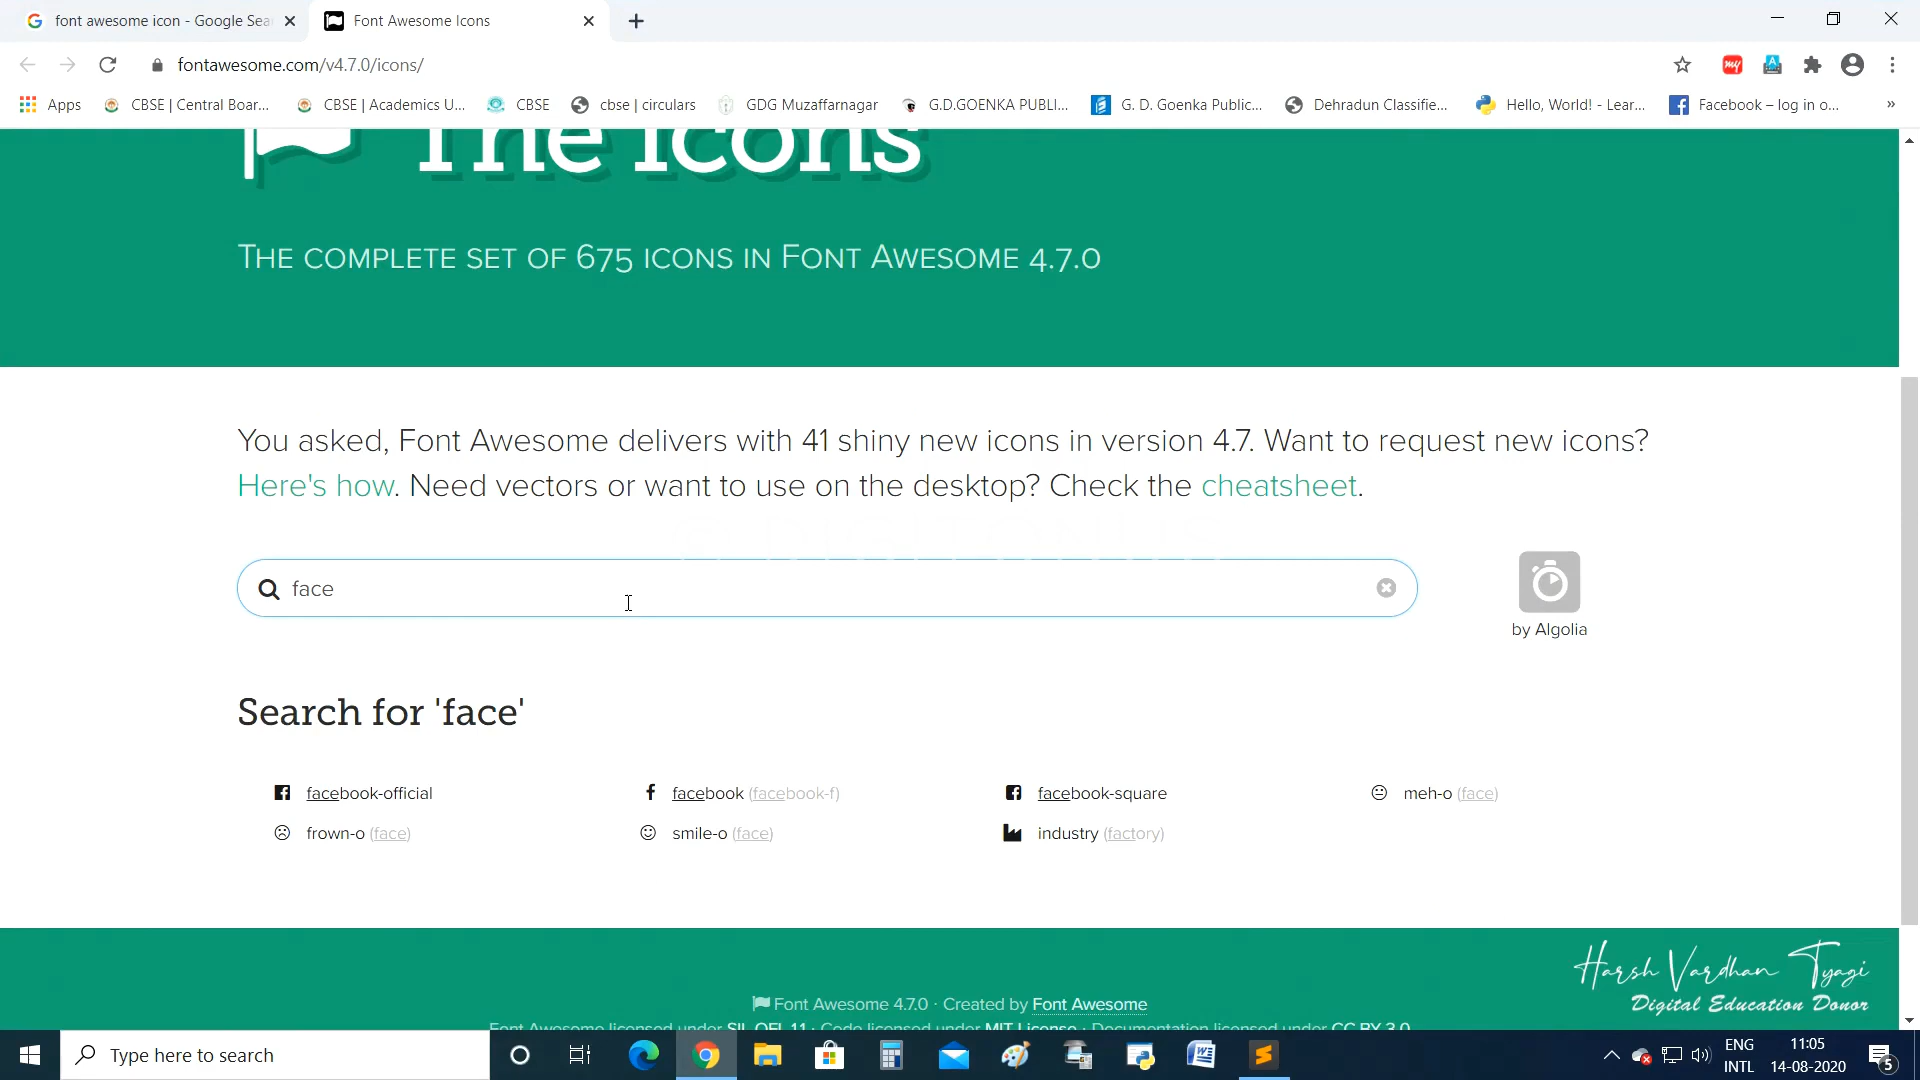 font awesome icon - Google Sea
Font Awesome Icons
fontawesome.com/v4.7.0/icons/
Apps
CBSE | Central Boar...
CBSE | Academics U...
CBSE
cbse | circulars
GDG Muzaffarnagar
G.D.GOENKA PUBLI...
G. D. Goenka Public...
Dehradun Classifie...
Hello, World! - Lear...
Facebook – log in o...
The Icons
The complete set of 675 icons in Font Awesome 4.7.0
You asked, Font Awesome delivers with 41 shiny new icons in version 4.7. Want to request new icons?
Here's how. Need vectors or want to use on the desktop? Check the cheatsheet.
face
by Algolia
Search for 'face'
facebook-official
facebook (facebook-f)
facebook-square
meh-o (face)
frown-o (face)
smile-o (face)
industry (factory)
Harsh Vardhan Tyagi
Digital Education Donor
Font Awesome 4.7.0 · Created by Font Awesome
Font Awesome licensed under SIL OFL 1.1 · Code licensed under MIT License · Documentation licensed under CC BY 3.0
Type here to search
ENG
INTL
11:05
14-08-2020
5